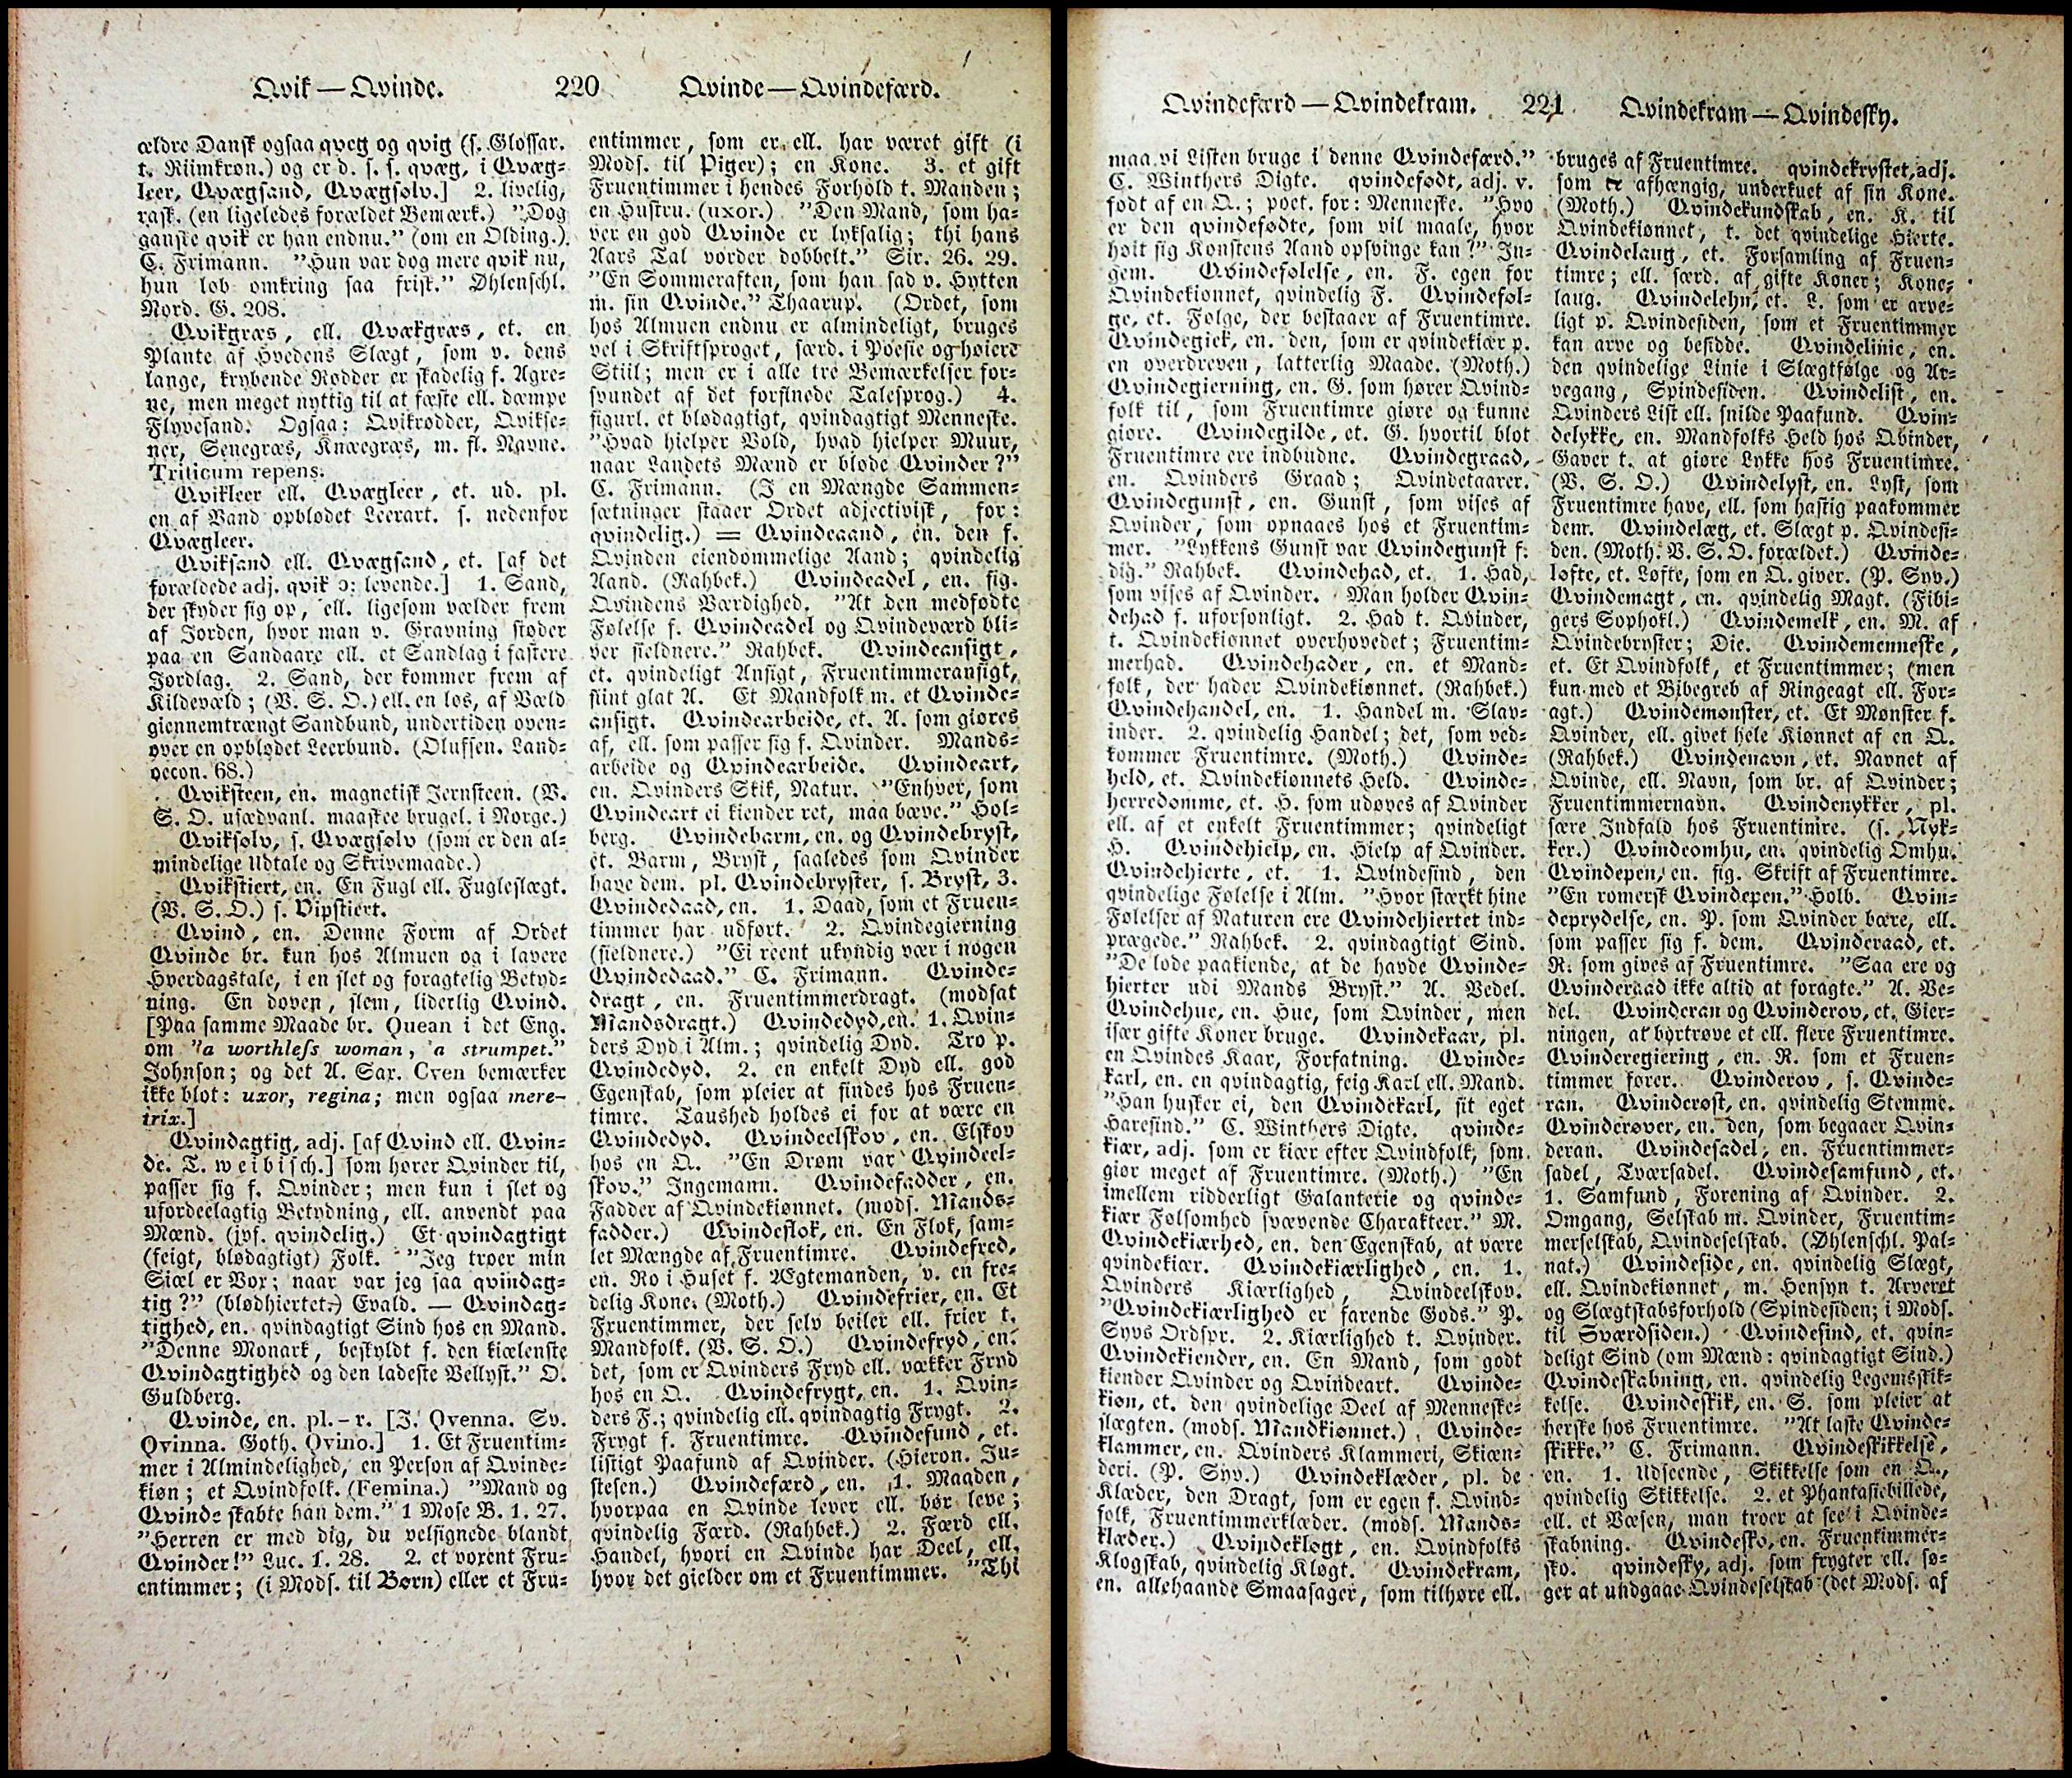 Qvik — Qvinde.
220
Qvinde — Qvindefærd.
ældre Dansk ogsaa qveg og qvig (s. Glossar.
t. Riimkrøn.) og er d. s. s. qvæg, i Qvæg-
leer, Qvægsand, Qvægsølv.] 2. livelig,
rask. (en ligeledes forældet Bemærk.) "Dog
ganske qvik er han endnu." (om en Olding.)
C. Frimann. "Hun var dog mere qvik nu,
hun løb omkring saa frisk." Øhlenschl.
Nord. G. 208.
Qvikgræs, ell. Qvækgræs, et. en
Plante af Hvedens Slægt, som v. dens
lange, krybende Rødder er skadelig f. Agre-
ne, men meget nyttig til at fæste ell. dæmpe
Flyvesand. Ogsaa: Qvikrødder, Qvikse-
ner, Senegræs, Knægræs, m. fl. Navne.
Triticum repens.
Qvikleer ell. Qvægleer, et. ud. pl.
en af Vand opblødet Leerart. s. nedenfor
Qvægleer.
Qviksand ell. Qvægsand, et. [af det
forældede adj. qvik ɔ: levende.] 1. Sand,
der skyder sig op, ell. ligesom vælder frem
af Jorden, hvor man v. Gravning støder
paa en Sandaare ell. et Sandlag i fastere
Jordlag. 2. Sand, der kommer frem af
Kildevæld; (V. S. O.) ell. en løs, af Væld
giennemtrængt Sandbund, undertiden oven-
over en opblødet Leerbund. (Olufsen. Land-
oecon. 68.)
Qviksteen, en. magnetisk Jernsteen. (V.
S. O. usædvanl. maaskee brugel. i Norge.)
Qviksølv, s. Qvægsølv (som er den al-
mindelige Udtale og Skrivemaade.)
Qvikstiert, en. En Fugl ell. Fugleslægt.
(V. S. O.) s. Vipstiert.
Qvind, en. Denne Form af Ordet
Qvinde br. kun hos Almuen og i lavere
Hverdagstale, i en slet og foragtelig Betyd-
ning. En doven, slem, liderlig Qvind.
[Paa samme Maade br. Quean i det Eng.
om "a worthless woman, a strumpet."
Johnson; og det A. Sax. Cven bemærker
ikke blot: uxor, regina; men ogsaa mere-
trix.]
Qvindagtig, adj. [af Qvind ell. Qvin-
de. T. weibisch.] som hører Qvinder til,
passer sig f. Qvinder; men kun i slet og
ufordeelagtig Betydning, ell. anvendt paa
Mænd. (jvf. qvindelig.) Et qvindagtigt
(feigt, blødagtigt) Folk. "Jeg troer min
Siæl er Vox; naar var jeg saa qvindag-
tig?" (blødhiertet.) Evald. — Qvindag-
tighed, en. qvindagtigt Sind hos en Mand.
"Denne Monark, beskyldt f. den kiælenste
Qvindagtighed og den ladeste Vellyst." O.
Guldberg.
Qvinde, en. pl. - r. [J. Qvenna. Sv.
Qvinna. Goth. Qvino.] 1. Et Fruentim-
mer i Almindelighed, en Person af Qvinde-
kiøn; et Qvindfolk. (Femina.) "Mand og
Qvinde skabte han dem." 1 Mose B. 1. 27.
"Herren er med dig, du velsignede blandt
Qvinder!" Luc. 1. 28. 2. et voxent Fru-
entimmer; (i Mods. til Børn) eller et Fru-
entimmer, som er ell. har været gift (i
Mods. til Piger); en Kone. 3. et gift
Fruentimmer i hendes Forhold t. Manden;
en Hustru. (uxor.) "Den Mand, som ha-
ver en god Qvinde er lyksalig; thi hans
Aars Tal vorder dobbelt." Sir. 26. 29.
"En Sommeraften, som han sad v. Hytten
m. sin Qvinde." Thaarup. (Ordet, som
hos Almuen endnu er almindeligt, bruges
vel i Skriftsproget, særd. i Poesie og høiere
Stiil; men er i alle tre Bemærkelser for-
svundet af det forfinede Talesprog.) 4.
figurl. et blødagtigt, qvindagtigt Menneske.
"Hvad hielper Vold, hvad hielper Muur,
naar Landets Mænd er bløde Qvinder?"
C. Frimann. (I en Mængde Sammen-
sætninger staaer Ordet adjectivisk, for:
qvindelig.) = Qvindeaand, en. den f.
Qvinden eiendommelige Aand; qvindelig
Aand. (Rahbek.) Qvindeadel, en. fig.
Qvindens Værdighed. "At den medfødte
Følelse f. Qvindeadel og Qvindeværd bli-
ver sieldnere." Rahbek. Qvindeansigt,
et. qvindeligt Ansigt, Fruentimmeransigt,
fiint glat A. Et Mandfolk m. et Qvinde-
ansigt. Qvindearbeide, et. A. som giøres
af, ell. som passer sig f. Qvinder. Mands-
arbeide og Qvindearbeide. Qvindeart,
en. Qvinders Skik, Natur. "Enhver, som
Qvindeart ei kiender ret, maa bæve." Hol-
berg. Qvindebarm, en. og Qvindebryst,
et. Barm, Bryst, saaledes som Qvinder
have dem. pl. Qvindebryster, s. Bryst, 3.
Qvindedaad, en. 1. Daad, som et Fruen-
timmer har udført. 2. Qvindegierning
(sieldnere.) "Ei reent ukyndig vær i nogen
Qvindedaad." C. Frimann. Qvinde-
dragt, en. Fruentimmerdragt. (modsat
Mandsdragt.) Qvindedyd, en. 1. Qvin-
ders Dyd i Alm.; qvindelig Dyd. Tro p.
Qvindedyd. 2. en enkelt Dyd ell. god
Egenskab, som pleier at findes hos Fruen-
timre. Taushed holdes ei for at være en
Qvindedyd. Qvindeelskov, en. Elskov
hos en Q. "En Drøm var Qvindeel-
skov." Ingemann. Qvindefadder, en.
Fadder af Qvindekiønnet. (mods. Mands-
fadder.) Qvindeflok, en. En Flok, sam-
let Mængde af Fruentimre. Qvindefred,
en. Ro i Huset f. Ægtemanden, v. en fre-
delig Kone. (Moth.) Qvindefrier, en. Et
Fruentimmer, der selv beiler ell. frier t.
Mandfolk. (V. S. O.) Qvindefryd, en.
det, som er Qvinders Fryd ell. vækker Fryd
hos en Q. Qvindefrygt, en. 1. Qvin-
ders F.; qvindelig ell. qvindagtig Frygt. 2.
Frygt f. Fruentimre. Qvindefund, et.
listigt Paafund af Qvinder. (Hieron. Ju-
stesen.) Qvindefærd, en. 1. Maaden,
hvorpaa en Qvinde lever ell. bør leve;
qvindelig Færd. (Rahbek.) 2. Færd ell.
Handel, hvori en Qvinde har Deel, ell.
hvor det gielder om et Fruentimmer. "Thi
Qvindefærd — Qvindekram.
221
Qvindekram — Qvindesky.
maa vi Listen bruge i denne Qvindefærd."
C. Winthers Digte. qvindefødt, adj. v.
født af en Q.; poet. for: Menneske. "Hvo
er den qvindefødte, som vil maale, hvor
høit sig Konstens Aand opsvinge kan?" In-
gem. Qvindefølelse, en. F. egen for
Qvindekiønnet, qvindelig F. Qvindeføl-
ge, et. Følge, der bestaaer af Fruentimre.
Qvindegiek, en. den, som er qvindekiær p.
en overdreven, latterlig Maade. (Moth.)
Qvindegierning, en. G. som hører Qvind-
folk til, som Fruentimre giøre og kunne
giøre. Qvindegilde, et. G. hvortil blot
Fruentimre ere indbudne. Qvindegraad,
en. Qvinders Graad; Qvindetaarer.
Qvindegunst, en. Gunst, som vises af
Qvinder, som opnaaes hos et Fruentim-
mer. "Lykkens Gunst var Qvindegunst f.
dig." Rahbek. Qvindehad, et. 1. Had,
som vises af Qvinder. Man holder Qvin-
dehad f. uforsonligt. 2. Had t. Qvinder,
t. Qvindekiønnet overhovedet; Fruentim-
merhad. Qvindehader, en. et Mand-
folk, der hader Qvindekiønnet. (Rahbek.)
Qvindehandel, en. 1. Handel m. Slav-
inder. 2. qvindelig Handel; det, som ved-
kommer Fruentimre. (Moth.) Qvinde-
held, et. Qvindekiønnets Held. Qvinde-
herredømme, et. H. som udøves af Qvinder
ell. af et enkelt Fruentimmer; qvindeligt
H. Qvindehielp, en. Hielp af Qvinder.
Qvindehierte, et. 1. Qvindesind, den
qvindelige Følelse i Alm. "Hvor stærkt hine
Følelser af Naturen ere Qvindehiertet ind-
prægede." Rahbek. 2. qvindagtigt Sind.
"De lode paakiende, at de havde Qvinde-
hierter udi Mands Bryst." A. Vedel.
Qvindehue, en. Hue, som Qvinder, men
især gifte Koner bruge. Qvindekaar, pl.
en Qvindes Kaar, Forfatning. Qvinde-
karl, en. en qvindagtig, feig Karl ell. Mand.
"Han husker ei, den Qvindekarl, sit eget
Haresind." C. Winthers Digte. qvinde-
kiær, adj. som er kiær efter Qvindfolk, som
giør meget af Fruentimre. (Moth.) "En
imellem ridderligt Galanterie og qvinde-
kiær Følsomhed svævende Charakteer." M.
Qvindekiærhed, en. den Egenskab, at være
qvindekiær. Qvindekiærlighed, en. 1.
Qvinders Kiærlighed, Qvindeelskov.
"Qvindekiærlighed er farende Gods." P.
Syvs Ordspr. 2. Kiærlighed t. Qvinder.
Qvindekiender, en. En Mand, som godt
kiender Qvinder og Qvindeart. Qvinde-
kiøn, et. den qvindelige Deel af Menneske-
slægten. (mods. Mandkiønnet.) Qvinde-
klammer, en. Qvinders Klammeri, Skiæn-
deri. (P. Syv.) Qvindeklæder, pl. de
Klæder, den Dragt, som er egen f. Qvind-
folk, Fruentimmerklæder. (mods. Mands-
klæder.) Qvindekløgt, en. Qvindfolks
Klogskab, qvindelig Kløgt. Qvindekram,
en. allehaande Smaasager, som tilhøre ell.
bruges af Fruentimre. qvindekrystet, adj.
som er afhængig, underkuet af sin Kone.
(Moth.) Qvindekundskab, en. K. til
Qvindekiønnet, t. det qvindelige Hierte.
Qvindelaug, et. Forsamling af Fruen-
timre; ell. særd. af gifte Koner; Kone-
laug. Qvindelehn, et. L. som er arve-
ligt p. Qvindesiden, som et Fruentimmer
kan arve og besidde. Qvindelinie, en.
den qvindelige Linie i Slægtfølge og Ar-
vegang, Spindesiden. Qvindelist, en.
Qvinders List ell. snilde Paafund. Qvin-
delykke, en. Mandfolks Held hos Qvinder,
Gaver t. at giøre Lykke hos Fruentimre.
(V. S. O.) Qvindelyst, en. Lyst, som
Fruentimre have, ell. som hastig paakommer
dem. Qvindelæg, et. Slægt p. Qvindesi-
den. (Moth. V. S. O. forældet.) Qvinde-
løfte, et. Løfte, som en Q. giver. (P. Syv.)
Qvindemagt, en. qvindelig Magt. (Fibi-
gers Sophokl.) Qvindemelk, en. M. af
Qvindebryster; Die. Qvindemenneske,
et. Et Qvindfolk, et Fruentimmer; (men
kun med et Bibegreb af Ringeagt ell. For-
agt.) Qvindemønster, et. Et Mønster f.
Qvinder, ell. givet hele Kiønnet af en Q.
(Rahbek.) Qvindenavn, et. Navnet af
Qvinde, ell. Navn, som br. af Qvinder;
Fruentimmernavn. Qvindenykker, pl.
sære Indfald hos Fruentimre. (s. Nyk-
ker.) Qvindeomhu, en. qvindelig Omhu.
Qvindepen, en. fig. Skrift af Fruentimre.
"En romersk Qvindepen." Holb. Qvin-
deprydelse, en. P. som Qvinder bære, ell.
som passer sig f. dem. Qvinderaad, et.
R. som gives af Fruentimre. "Saa ere og
Qvinderaad ikke altid at foragte." A. Ve-
del. Qvinderan og Qvinderov, et. Gier-
ningen, at bortrøve et ell. flere Fruentimre.
Qvinderegiering, en. R. som et Fruen-
timmer fører. Qvinderov, s. Qvinde-
ran. Qvinderøst, en. qvindelig Stemme.
Qvinderøver, en. den, som begaaer Qvin-
deran. Qvindesadel, en. Fruentimmer-
sadel, Tværsadel. Qvindesamfund, et.
1. Samfund, Forening af Qvinder. 2.
Omgang, Selskab m. Qvinder, Fruentim-
merselskab, Qvindeselskab. (Øhlenschl. Pal-
nat.) Qvindeside, en. qvindelig Slægt,
ell. Qvindekiønnet, m. Hensyn t. Arveret
og Slægtskabsforhold (Spindesiden; i Mods.
til Sværdsiden.) Qvindesind, et. qvin-
deligt Sind (om Mænd: qvindagtigt Sind.)
Qvindeskabning, en. qvindelig Legemsskik-
kelse. Qvindeskik, en. S. som pleier at
herske hos Fruentimre. "At laste Qvinde-
skikke." C. Frimann. Qvindeskikkelse,
en. 1. Udseende, Skikkelse som en Q.,
qvindelig Skikkelse. 2. et Phantasiebillede,
ell. et Væsen, man troer at see i Qvinde-
skabning. Qvindesko, en. Fruentimmer-
sko. qvindesky, adj. som frygter ell. sø-
ger at undgaae Qvindeselskab (det Mods. af